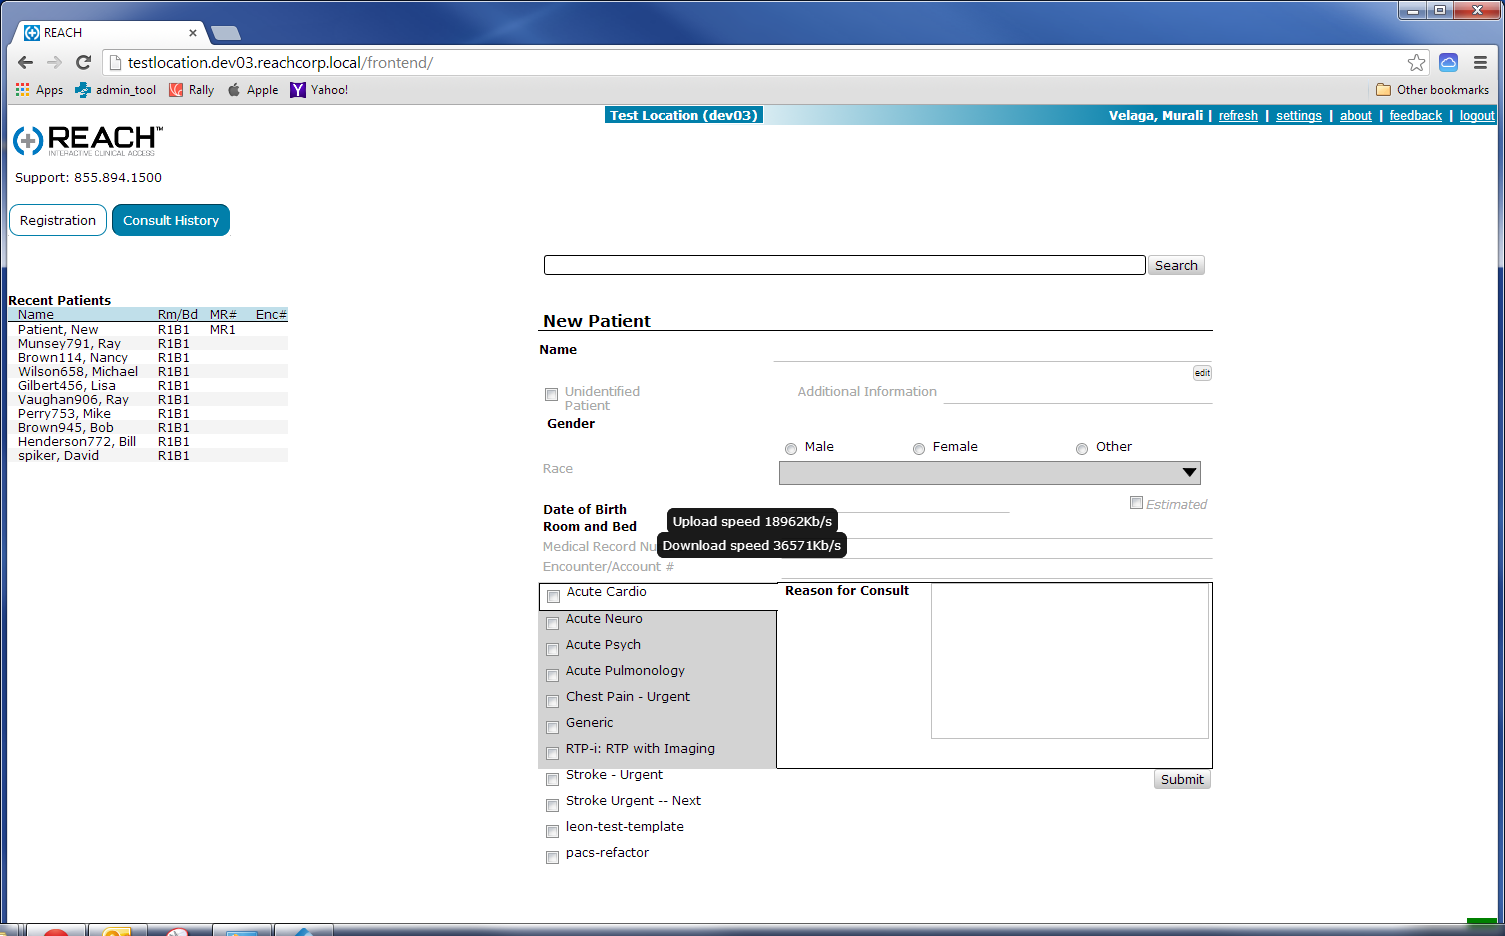 REACH
testlocation.dev03.reachcorp.local/frontend/
Apps admin_tool Rally Apple Yahoo! Other bookmarks
Test Location (dev03) Velaga, Murali | refresh | settings | about | feedback | logout
REACH™
INTERACTIVE CLINICAL ACCESS
Support: 855.894.1500
Registration Consult History
Search
Recent Patients
Name Rm/Bd MR# Enc#
Patient, New R1B1 MR1
Munsey791, Ray R1B1
Brown114, Nancy R1B1
Wilson658, Michael R1B1
Gilbert456, Lisa R1B1
Vaughan906, Ray R1B1
Perry753, Mike R1B1
Brown945, Bob R1B1
Henderson772, Bill R1B1
spiker, David R1B1
New Patient
Name
edit
Unidentified
Patient
Additional Information
Gender
Male Female Other
Race
Date of Birth
Estimated
Room and Bed
Upload speed 18962Kb/s
Medical Record Nu
Download speed 36571Kb/s
Encounter/Account #
Acute Cardio
Acute Neuro
Acute Psych
Acute Pulmonology
Chest Pain - Urgent
Generic
RTP-i: RTP with Imaging
Stroke - Urgent
Stroke Urgent -- Next
leon-test-template
pacs-refactor
Reason for Consult
Submit